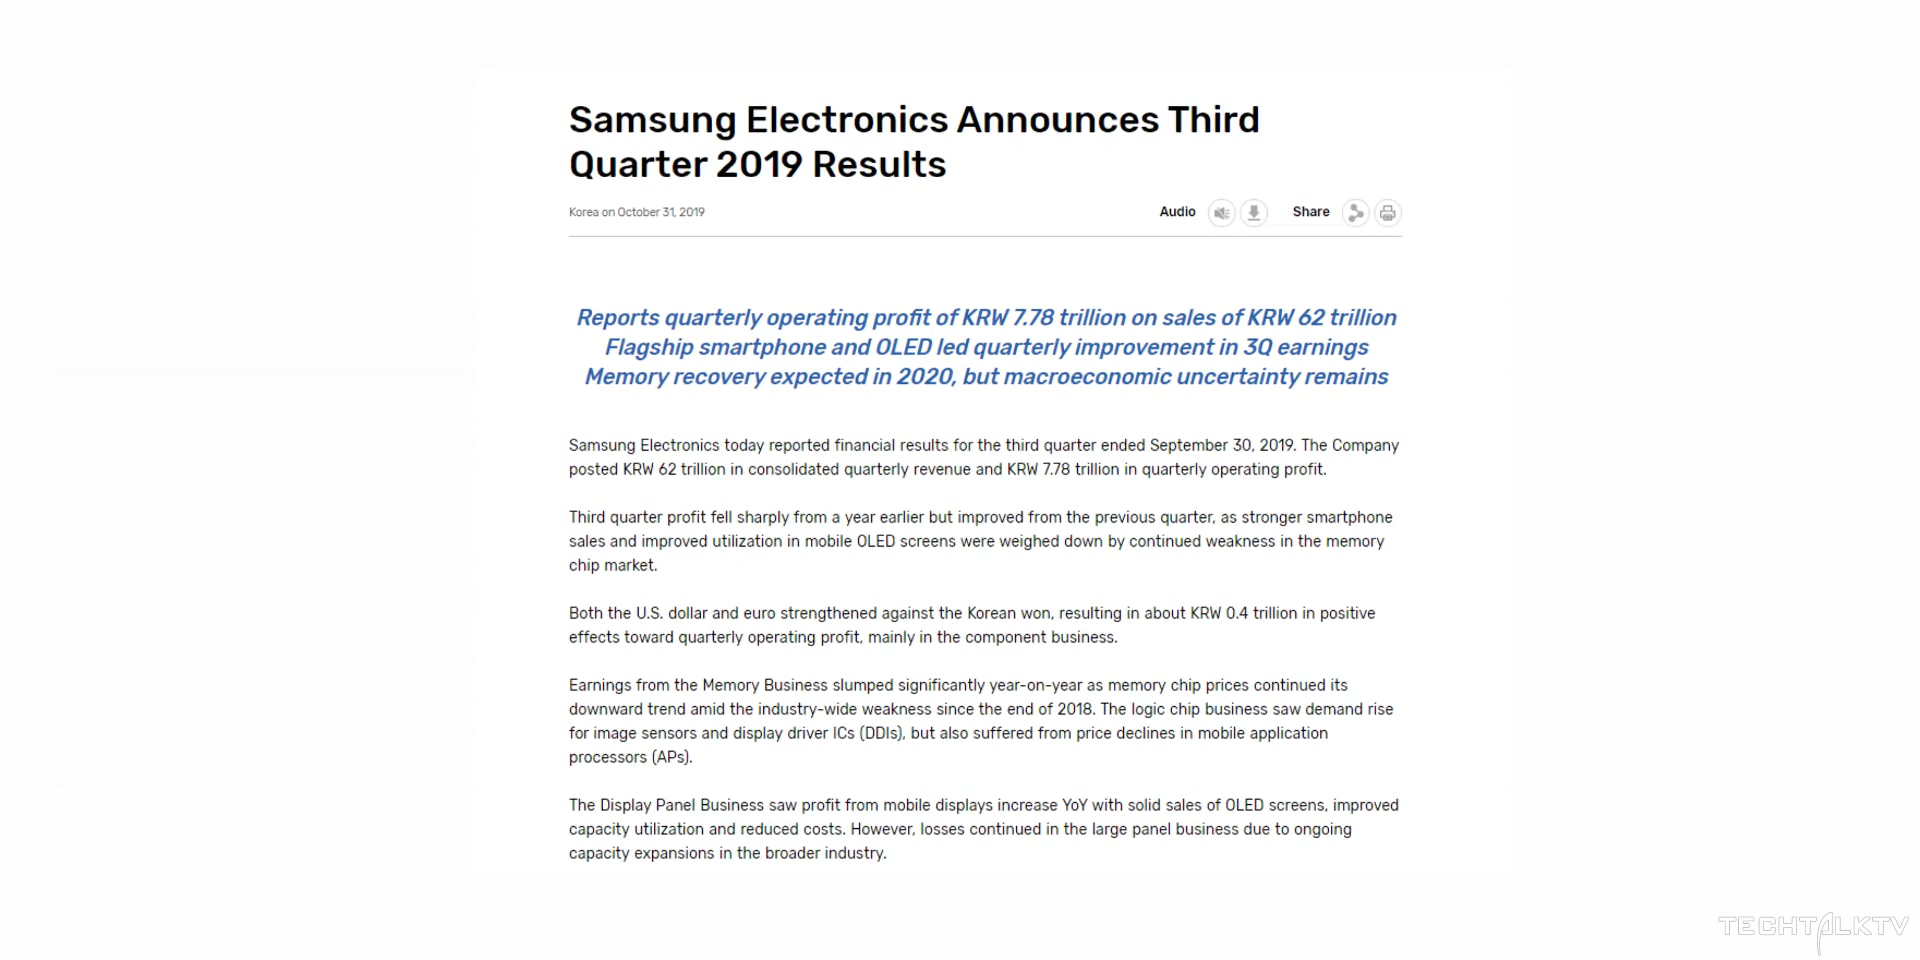 Samsung Electronics Announces Third
Quarter 2019 Results
Korea on October 31, 2019
Audio
Share
Reports quarterly operating profit of KRW 7.78 trillion on sales of KRW 62 trillion
Flagship smartphone and OLED led quarterly improvement in 3Q earnings
Memory recovery expected in 2020, but macroeconomic uncertainty remains
Samsung Electronics today reported financial results for the third quarter ended September 30, 2019. The Company
posted KRW 62 trillion in consolidated quarterly revenue and KRW 7.78 trillion in quarterly operating profit.
Third quarter profit fell sharply from a year earlier but improved from the previous quarter, as stronger smartphone
sales and improved utilization in mobile OLED screens were weighed down by continued weakness in the memory
chip market.
Both the U.S. dollar and euro strengthened against the Korean won, resulting in about KRW 0.4 trillion in positive
effects toward quarterly operating profit, mainly in the component business.
Earnings from the Memory Business slumped significantly year-on-year as memory chip prices continued its
downward trend amid the industry-wide weakness since the end of 2018. The logic chip business saw demand rise
for image sensors and display driver ICs (DDIs), but also suffered from price declines in mobile application
processors (APs).
The Display Panel Business saw profit from mobile displays increase YoY with solid sales of OLED screens, improved
capacity utilization and reduced costs. However, losses continued in the large panel business due to ongoing
capacity expansions in the broader industry.
TECHTALKTV